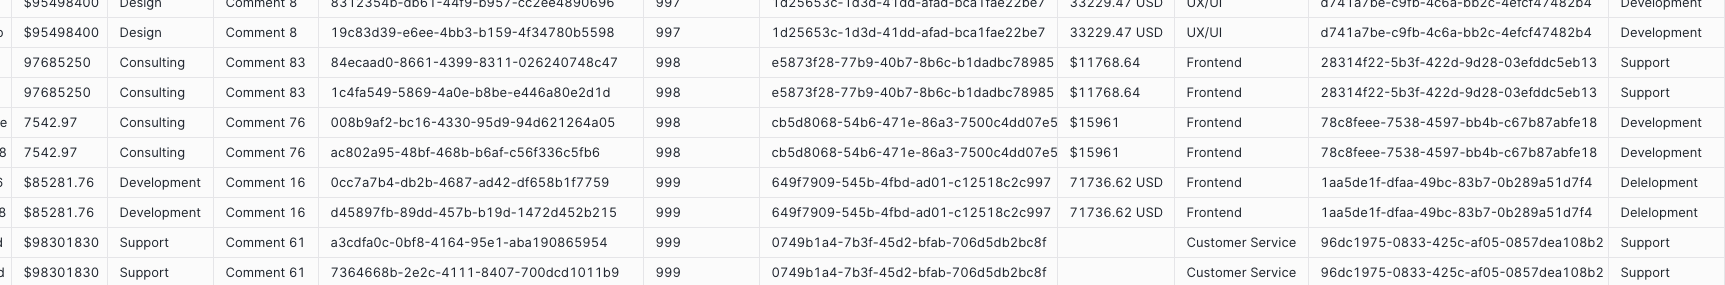 $95498400 Design Comment 8 8312354b-db61-44f9-b957-cc2ee4890696 997 1d25653c-1d3d-41dd-afad-bca1fae22be7 33229.47 USD UX/UI d741a7be-c9fb-4c6a-bb2c-4efcf47482b4 Development
$95498400 Design Comment 8 19c83d39-e6ee-4bb3-b159-4f34780b5598 997 1d25653c-1d3d-41dd-afad-bca1fae22be7 33229.47 USD UX/UI d741a7be-c9fb-4c6a-bb2c-4efcf47482b4 Development
97685250 Consulting Comment 83 84ecaad0-8661-4399-8311-026240748c47 998 e5873f28-77b9-40b7-8b6c-b1dadbc78985 $11768.64 Frontend 28314f22-5b3f-422d-9d28-03efddc5eb13 Support
97685250 Consulting Comment 83 1c4fa549-5869-4a0e-b8be-e446a80e2d1d 998 e5873f28-77b9-40b7-8b6c-b1dadbc78985 $11768.64 Frontend 28314f22-5b3f-422d-9d28-03efddc5eb13 Support
e 7542.97 Consulting Comment 76 008b9af2-bc16-4330-95d9-94d621264a05 998 cb5d8068-54b6-471e-86a3-7500c4dd07e5 $15961 Frontend 78c8feee-7538-4597-bb4b-c67b87abfe18 Development
8 7542.97 Consulting Comment 76 ac802a95-48bf-468b-b6af-c56f336c5fb6 998 cb5d8068-54b6-471e-86a3-7500c4dd07e5 $15961 Frontend 78c8feee-7538-4597-bb4b-c67b87abfe18 Development
$85281.76 Development Comment 16 0cc7a7b4-db2b-4687-ad42-df658b1f7759 999 649f7909-545b-4fbd-ad01-c12518c2c997 71736.62 USD Frontend 1aa5de1f-dfaa-49bc-83b7-0b289a51d7f4 Delelopment
8 $85281.76 Development Comment 16 d45897fb-89dd-457b-b19d-1472d452b215 999 649f7909-545b-4fbd-ad01-c12518c2c997 71736.62 USD Frontend 1aa5de1f-dfaa-49bc-83b7-0b289a51d7f4 Delelopment
$98301830 Support Comment 61 a3cdfa0c-0bf8-4164-95e1-aba190865954 999 0749b1a4-7b3f-45d2-bfab-706d5db2bc8f Customer Service 96dc1975-0833-425c-af05-0857dea108b2 Support
$98301830 Support Comment 61 7364668b-2e2c-4111-8407-700dcd1011b9 999 0749b1a4-7b3f-45d2-bfab-706d5db2bc8f Customer Service 96dc1975-0833-425c-af05-0857dea108b2 Support